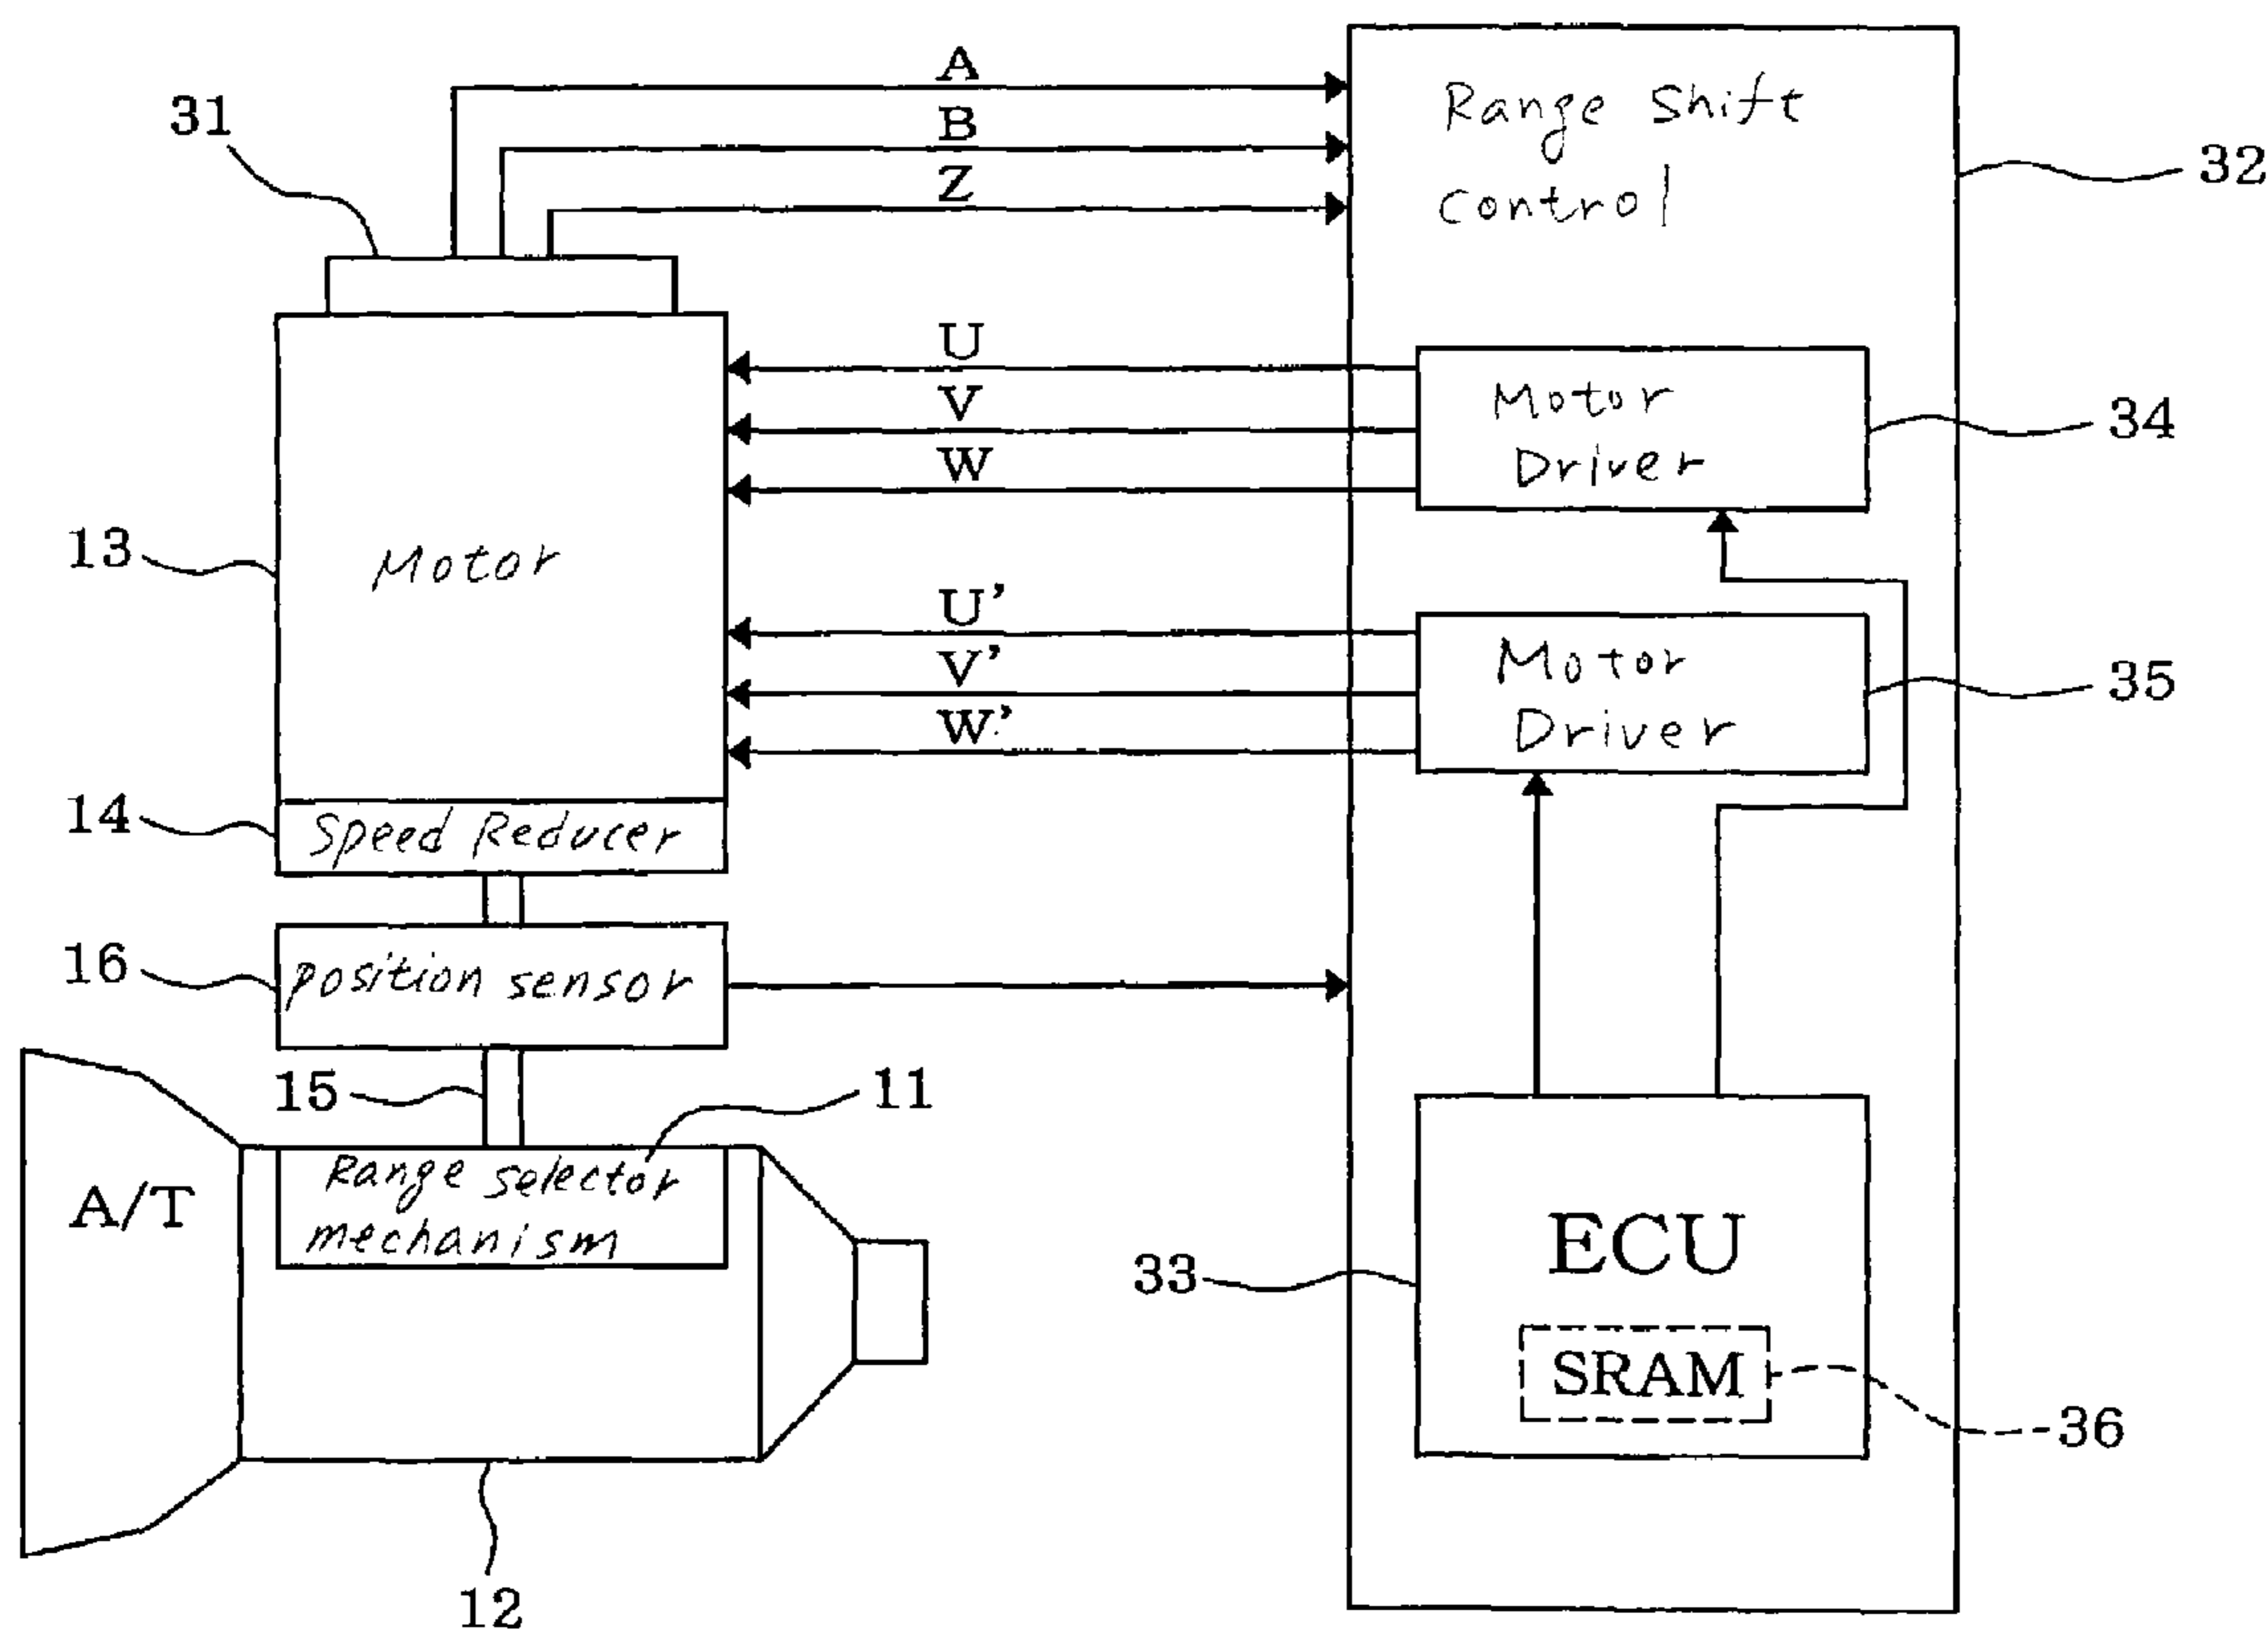 A
B
Z
31
Range Shift
Control
32
U
V
W
Motor
Driver
34
13
Motor
U'
V'
W'
Motor
Driver
35
14
Speed Reducer
16
position sensor
15
11
A/T
Range selector
mechanism
33
ECU
SRAM
36
12